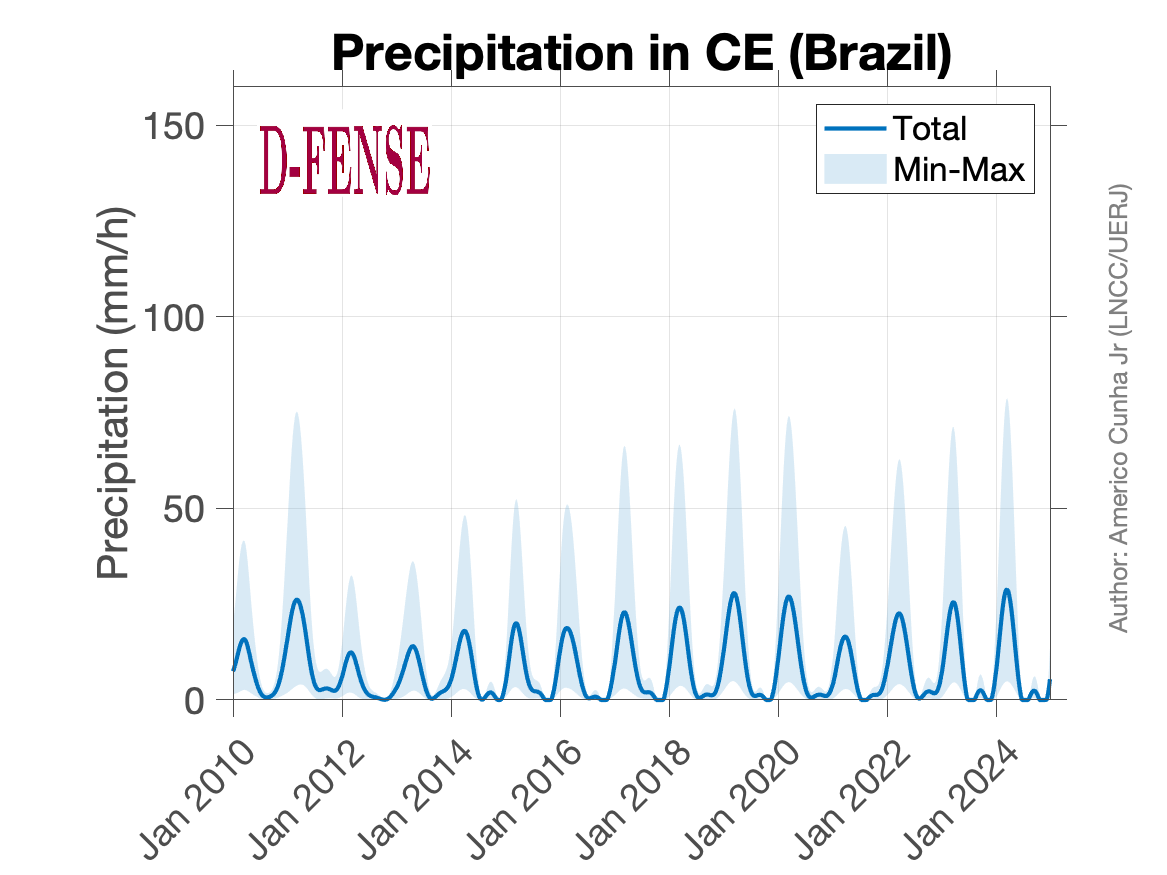 Precipitation in CE (Brazil)
D-FENSE
Total
Min-Max
Precipitation (mm/h)
150
100
50
0
Jan 2010
Jan 2012
Jan 2014
Jan 2016
Jan 2018
Jan 2020
Jan 2022
Jan 2024
Author: Americo Cunha Jr (LNCC/UERJ)